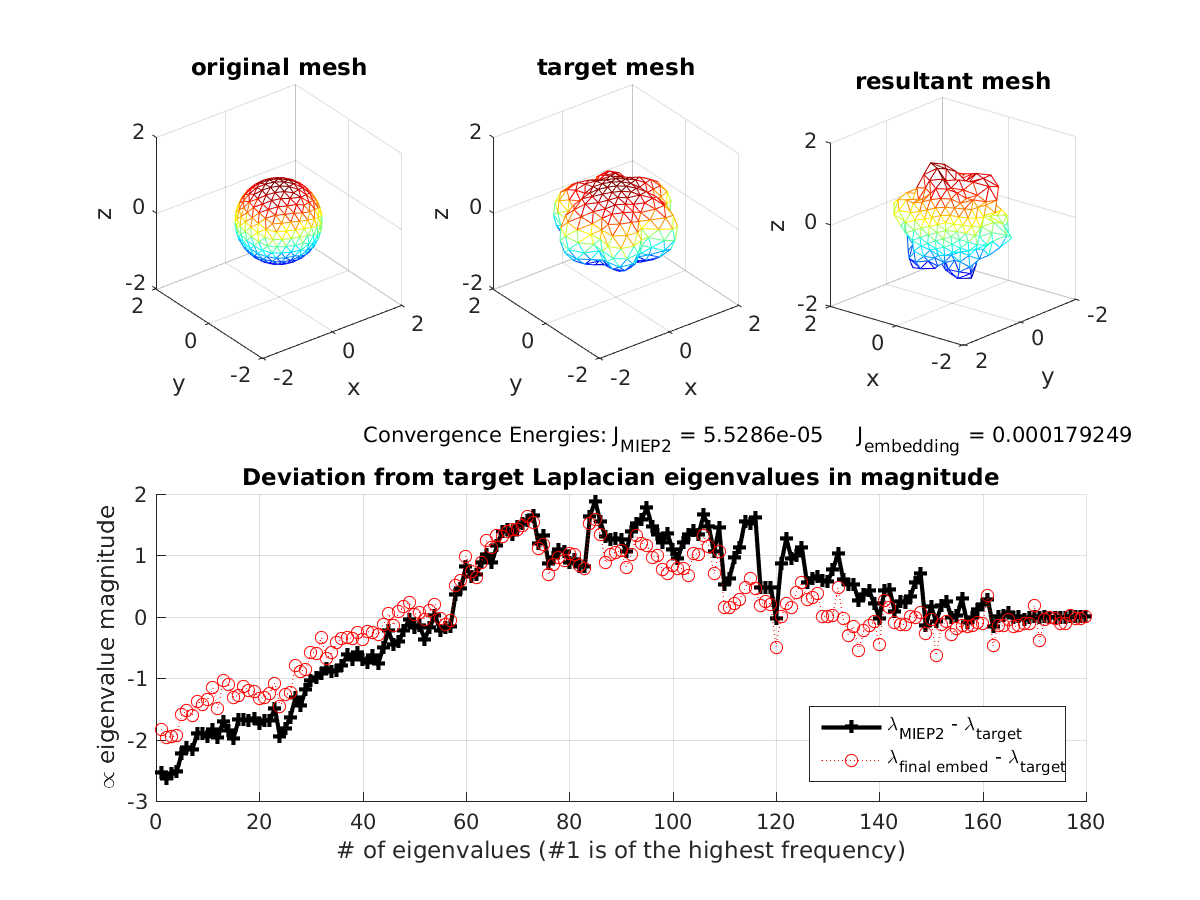 original mesh
target mesh
resultant mesh
2
0
-2
z
2
0
-2
y
-2
0
2
x
2
0
-2
z
2
0
-2
y
-2
0
2
x
2
0
-2
z
2
0
-2
x
2
0
-2
y
Convergence Energies: J_MIEP2 = 5.5286e-05 J_embedding = 0.000179249
Deviation from target Laplacian eigenvalues in magnitude
2
1
0
-1
-2
-3
∝ eigenvalue magnitude
λ_MIEP2 - λ_target
λ_final embed - λ_target
0 20 40 60 80 100 120 140 160 180
# of eigenvalues (#1 is of the highest frequency)